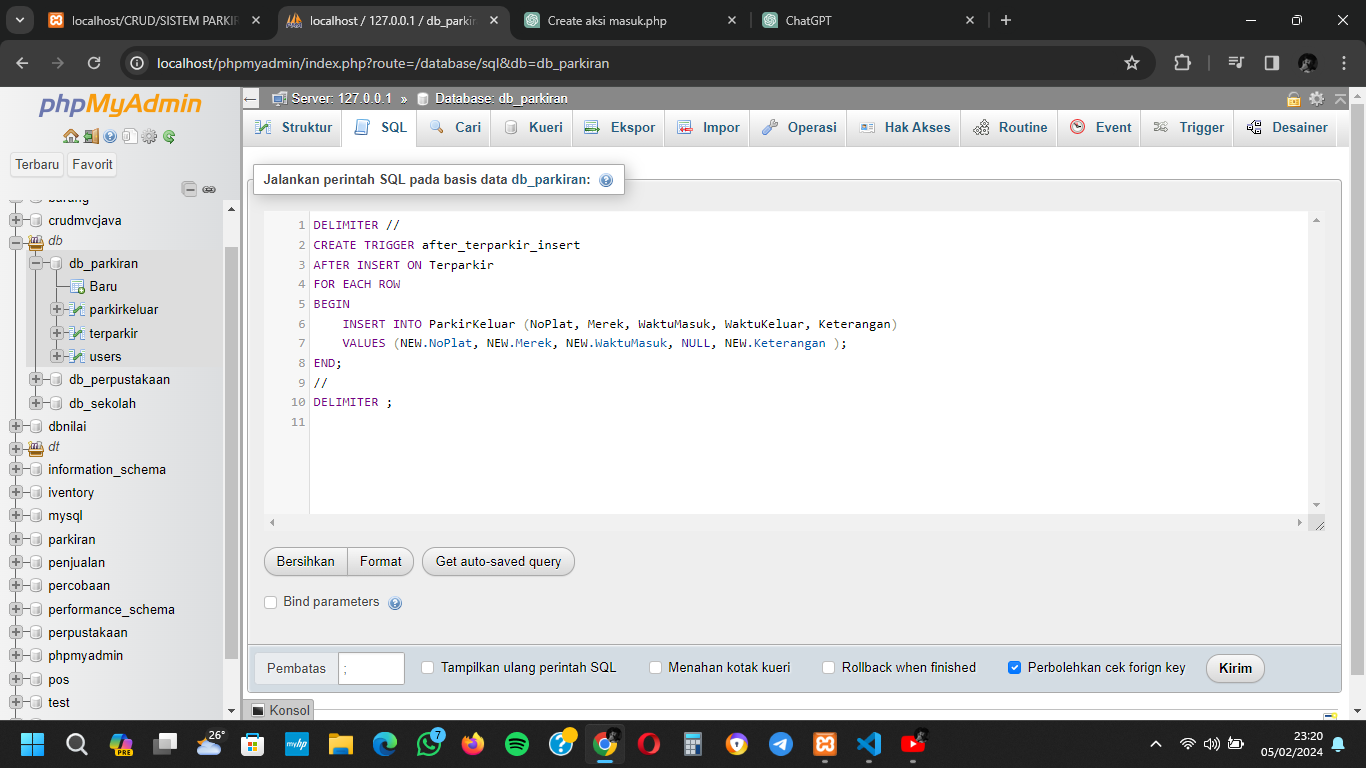 localhost/CRUD/SISTEM PARKIR
localhost / 127.0.0.1 / db_parkir
Create aksi masuk.php
ChatGPT
localhost/phpmyadmin/index.php?route=/database/sql&db=db_parkiran
phpMyAdmin
Server: 127.0.0.1 » Database: db_parkiran
Struktur SQL Cari Kueri Ekspor Impor Operasi Hak Akses Routine Event Trigger Desainer
Terbaru Favorit
barang
crudmvcjava
db
db_parkiran
Baru
parkirkeluar
terparkir
users
db_perpustakaan
db_sekolah
dbnilai
dt
information_schema
iventory
mysql
parkiran
penjualan
percobaan
performance_schema
perpustakaan
phpmyadmin
pos
test
Jalankan perintah SQL pada basis data db_parkiran:
1 DELIMITER //
2 CREATE TRIGGER after_terparkir_insert
3 AFTER INSERT ON Terparkir
4 FOR EACH ROW
5 BEGIN
6 INSERT INTO ParkirKeluar (NoPlat, Merek, WaktuMasuk, WaktuKeluar, Keterangan)
7 VALUES (NEW.NoPlat, NEW.Merek, NEW.WaktuMasuk, NULL, NEW.Keterangan );
8 END;
9 //
10 DELIMITER ;
11
Bersihkan Format Get auto-saved query
Bind parameters
Pembatas ; Tampilkan ulang perintah SQL Menahan kotak kueri Rollback when finished Perbolehkan cek forign key Kirim
Konsol
PRE
26°
myhp
7
23:20
05/02/2024